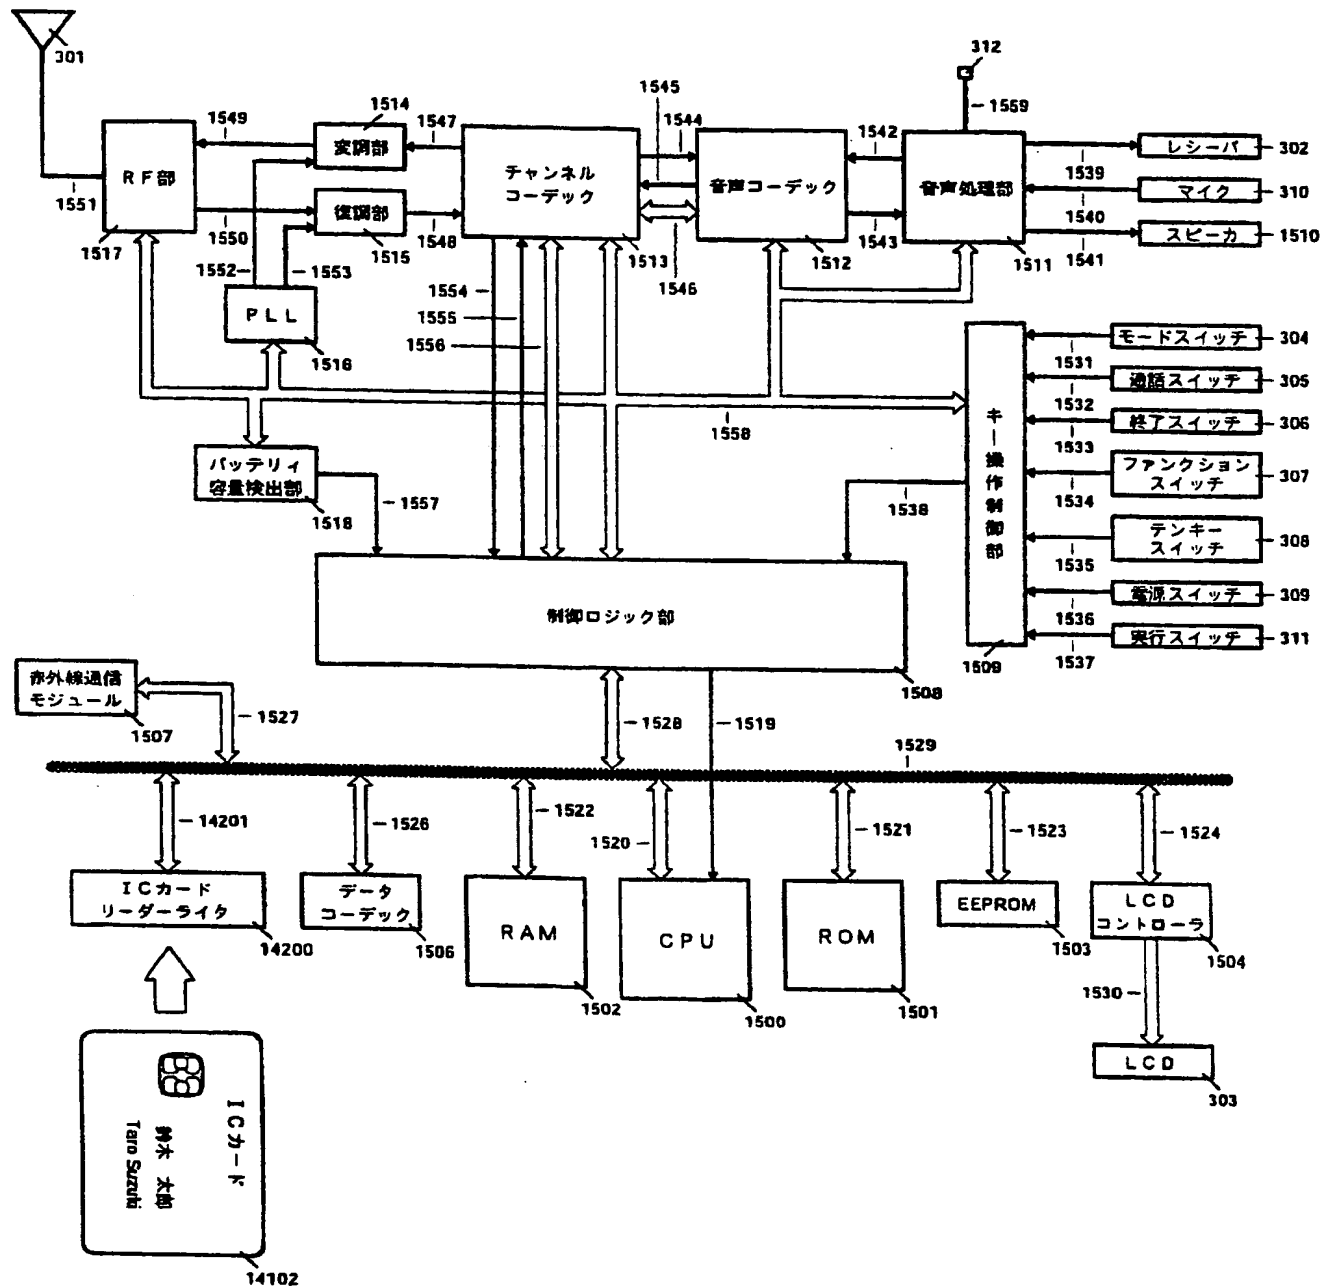 301
312
1559
1549
1514
変調部
1547
1545
1544
1542
RF部
チャンネル
コーデック
音声コーデック
音声処理部
レシーバ
302
1539
マイク
310
1540
スピーカ
1510
1541
1551
1517
1550
復調部
1515
1548
1513
1546
1512
1543
1511
1552
1553
PLL
1516
1554
1555
1556
1558
キー操作制御部
1509
モードスイッチ
304
1531
通話スイッチ
305
1532
終了スイッチ
306
1533
ファンクション
スイッチ
307
1534
テンキー
スイッチ
308
1535
電源スイッチ
309
1536
実行スイッチ
311
1537
バッテリィ
容量検出部
1518
1557
1538
制御ロジック部
1508
赤外線通信
モジュール
1507
1527
1528
1519
1529
14201
1526
1522
1520
1521
1523
1524
ICカード
リーダーライタ
14200
データ
コーデック
1506
RAM
1502
CPU
1500
ROM
1501
EEPROM
1503
LCD
コントローラ
1504
1530
LCD
303
ICカード
鈴木 太郎
Taro Suzuki
14102